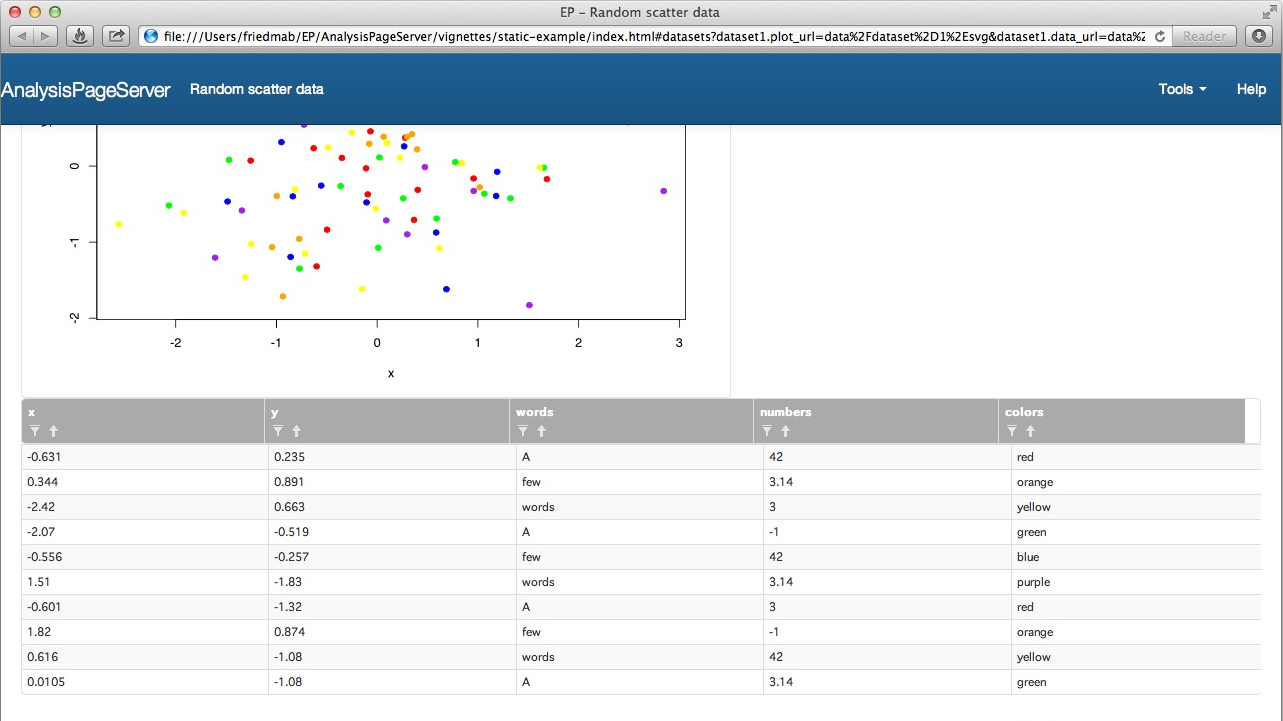 EP – Random scatter data
file:///Users/friedmab/EP/AnalysisPageServer/vignettes/static-example/index.html#datasets?dataset1.plot_url=data%2Fdataset%2D1%2Esvg&dataset1.data_url=data%2 Reader
AnalysisPageServer Random scatter data Tools Help
0
-1
-2
-2 -1 0 1 2 3
x
x y words numbers colors
-0.631 0.235 A 42 red
0.344 0.891 few 3.14 orange
-2.42 0.663 words 3 yellow
-2.07 -0.519 A -1 green
-0.556 -0.257 few 42 blue
1.51 -1.83 words 3.14 purple
-0.601 -1.32 A 3 red
1.82 0.874 few -1 orange
0.616 -1.08 words 42 yellow
0.0105 -1.08 A 3.14 green